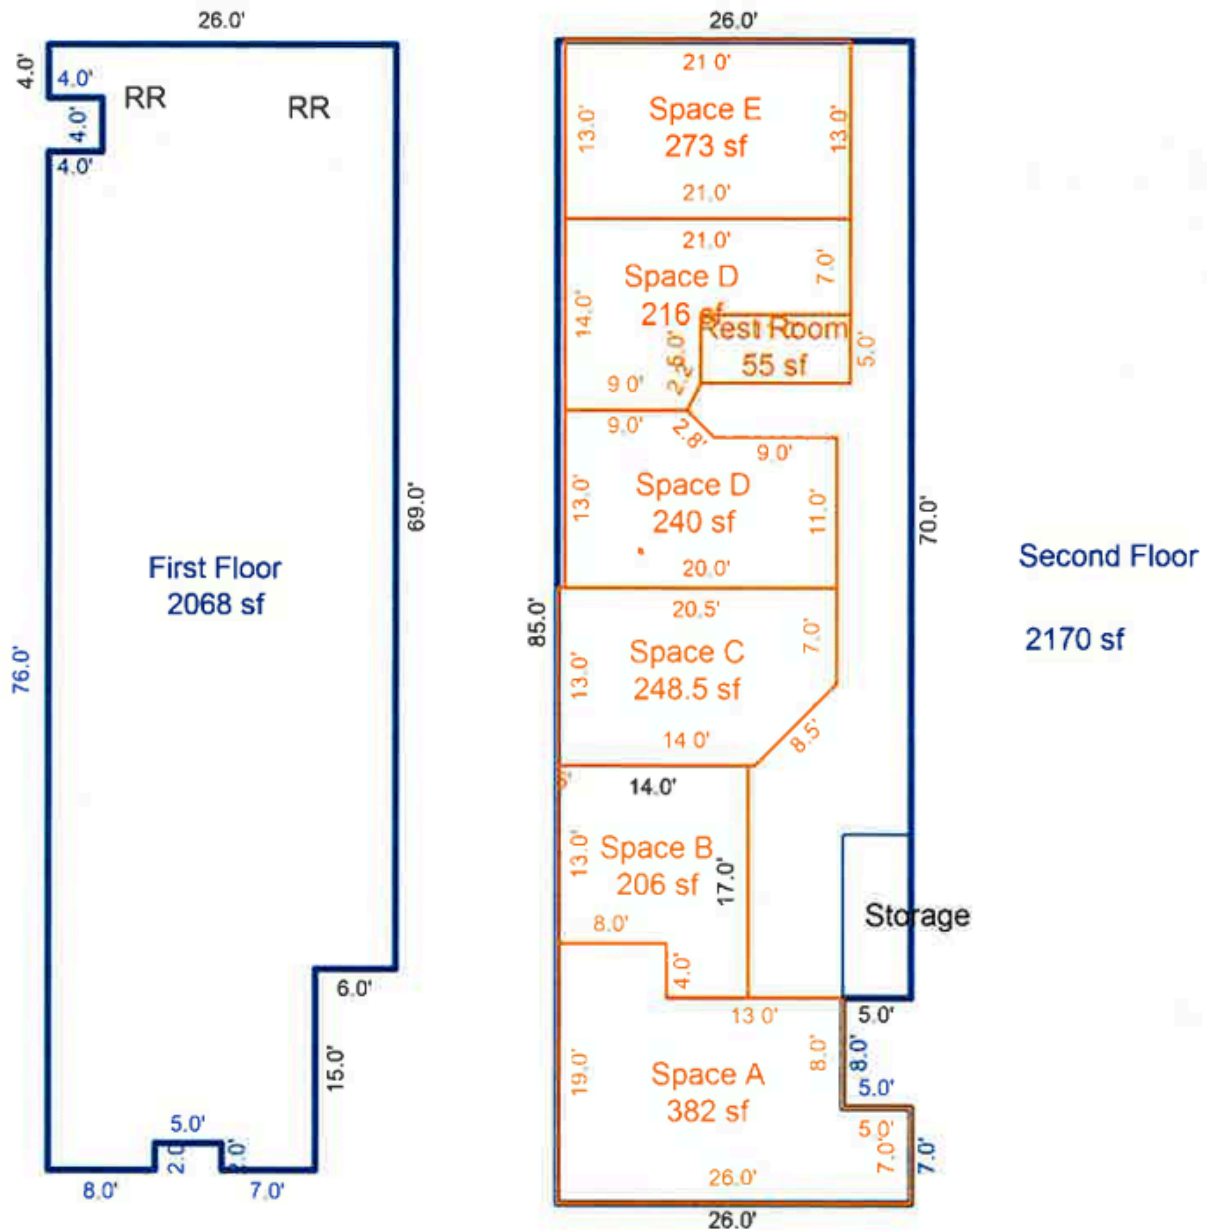 26.0'
4.0'
4.0'
RR
RR
4.0'
4.0'
69.0'
First Floor
2068 sf
76.0'
6.0'
15.0'
5.0'
2.0'
2.0'
8.0'
7.0'
26.0'
21 0'
Space E
273 sf
13.0'
13.0'
21.0'
21.0'
Space D
216 sf
7.0'
14.0'
Rest Room
55 sf
5.0'
5.0'
2.2'
9 0'
9.0'
2.8'
9.0'
Space D
240 sf
13.0'
11.0'
20.0'
70.0'
Second Floor
2170 sf
85.0'
20.5'
Space C
248.5 sf
7.0'
13.0'
14 0'
8.5'
14.0'
Space B
206 sf
13.0'
17.0'
8.0'
4.0'
Storage
13 0'
5.0'
8.0'
8.0'
19.0'
Space A
382 sf
5.0'
5.0'
7.0'
7.0'
26.0'
26.0'